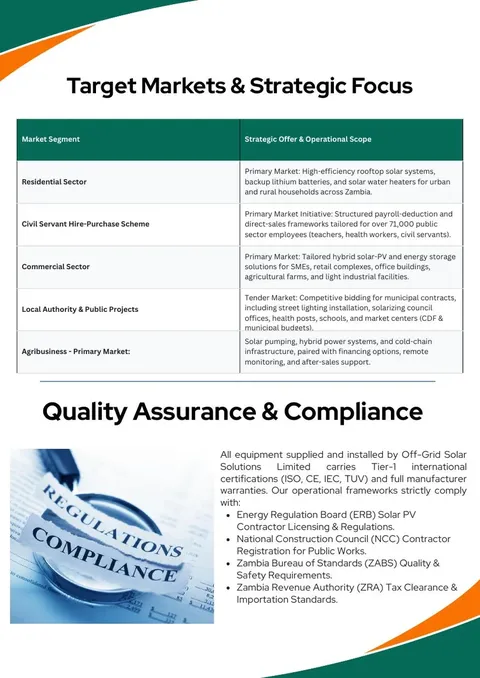 Target Markets & Strategic Focus
Market Segment
Strategic Offer & Operational Scope
Residential Sector
Primary Market: High-efficiency rooftop solar systems,
backup lithium batteries, and solar water heaters for urban
and rural households across Zambia.
Civil Servant Hire-Purchase Scheme
Primary Market Initiative: Structured payroll-deduction and
direct-sales frameworks tailored for over 71,000 public
sector employees (teachers, health workers, civil servants).
Commercial Sector
Primary Market: Tailored hybrid solar-PV and energy storage
solutions for SMEs, retail complexes, office buildings,
agricultural farms, and light industrial facilities.
Local Authority & Public Projects
Tender Market: Competitive bidding for municipal contracts,
including street lighting installation, solarizing council
offices, health posts, schools, and market centers (CDF &
municipal budgets).
Agribusiness - Primary Market:
Solar pumping, hybrid power systems, and cold-chain
infrastructure, paired with financing options, remote
monitoring, and after-sales support.
Quality Assurance & Compliance
REGULATIONS
COMPLIANCE
All equipment supplied and installed by Off-Grid Solar
Solutions Limited carries Tier-1 international
certifications (ISO, CE, IEC, TUV) and full manufacturer
warranties. Our operational frameworks strictly comply
with:
• Energy Regulation Board (ERB) Solar PV
Contractor Licensing & Regulations.
• National Construction Council (NCC) Contractor
Registration for Public Works.
• Zambia Bureau of Standards (ZABS) Quality &
Safety Requirements.
• Zambia Revenue Authority (ZRA) Tax Clearance &
Importation Standards.